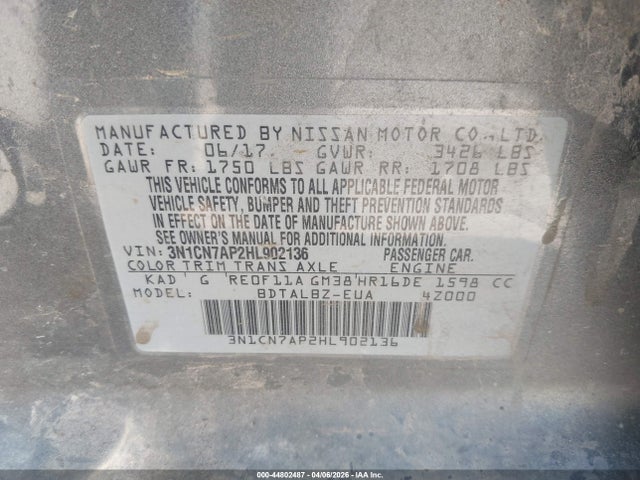 MANUFACTURED BY NISSAN MOTOR CO., LTD.
DATE: 06/17. GVWR: 3426 LBS
GAWR FR: 1750 LBS GAWR RR: 1708 LBS
THIS VEHICLE CONFORMS TO ALL APPLICABLE FEDERAL MOTOR
VEHICLE SAFETY, BUMPER AND THEFT PREVENTION STANDARDS
IN EFFECT ON THE DATE OF MANUFACTURE SHOWN ABOVE.
SEE OWNER'S MANUAL FOR ADDITIONAL INFORMATION.
VIN: 3N1CN7AP2HL902136 PASSENGER CAR.
COLOR TRIM TRANS AXLE ENGINE
KAD G RE0F11A GM38 HR16DE 1598 CC
MODEL: BDTALBZ-EUA 4Z000
3N1CN7AP2HL902136
000-44802487 - 04/06/2026 - IAA Inc.